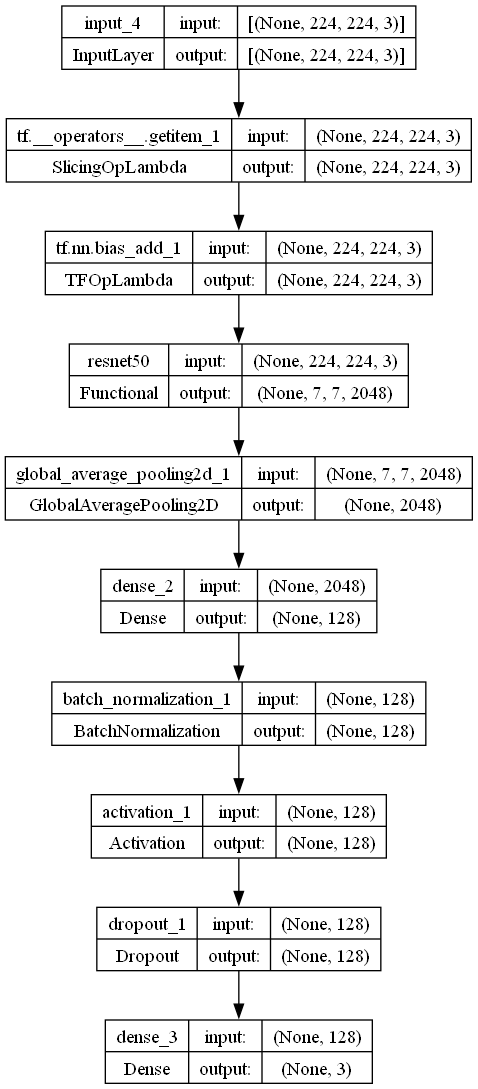 input_4 input: [(None, 224, 224, 3)]
InputLayer output: [(None, 224, 224, 3)]
tf.__operators__.getitem_1 input: (None, 224, 224, 3)
SlicingOpLambda output: (None, 224, 224, 3)
tf.nn.bias_add_1 input: (None, 224, 224, 3)
TFOpLambda output: (None, 224, 224, 3)
resnet50 input: (None, 224, 224, 3)
Functional output: (None, 7, 7, 2048)
global_average_pooling2d_1 input: (None, 7, 7, 2048)
GlobalAveragePooling2D output: (None, 2048)
dense_2 input: (None, 2048)
Dense output: (None, 128)
batch_normalization_1 input: (None, 128)
BatchNormalization output: (None, 128)
activation_1 input: (None, 128)
Activation output: (None, 128)
dropout_1 input: (None, 128)
Dropout output: (None, 128)
dense_3 input: (None, 128)
Dense output: (None, 3)